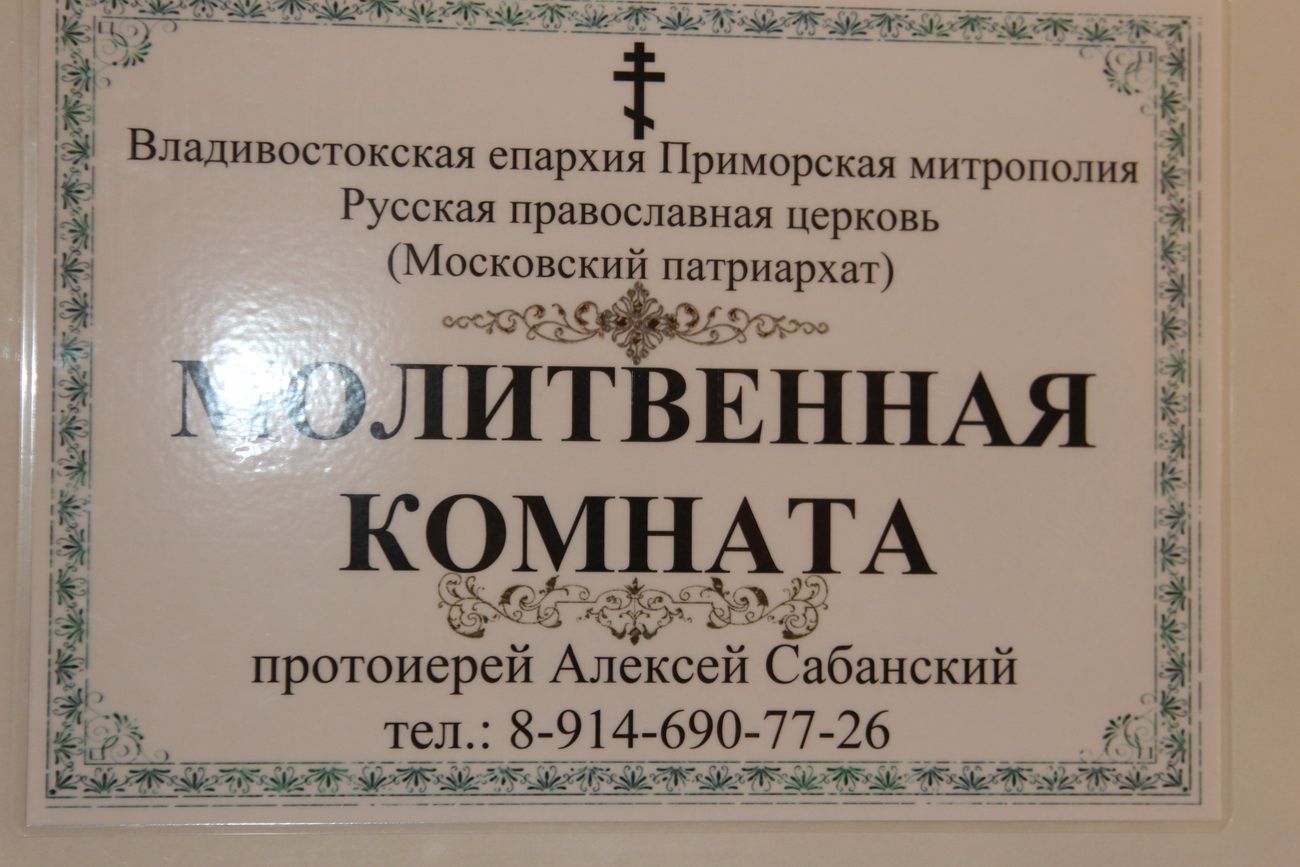 Владивостокская епархия Приморская митрополия
Русская православная церковь
(Московский патриархат)
МОЛИТВЕННАЯ
КОМНАТА
протоиерей Алексей Сабанский
тел.: 8-914-690-77-26